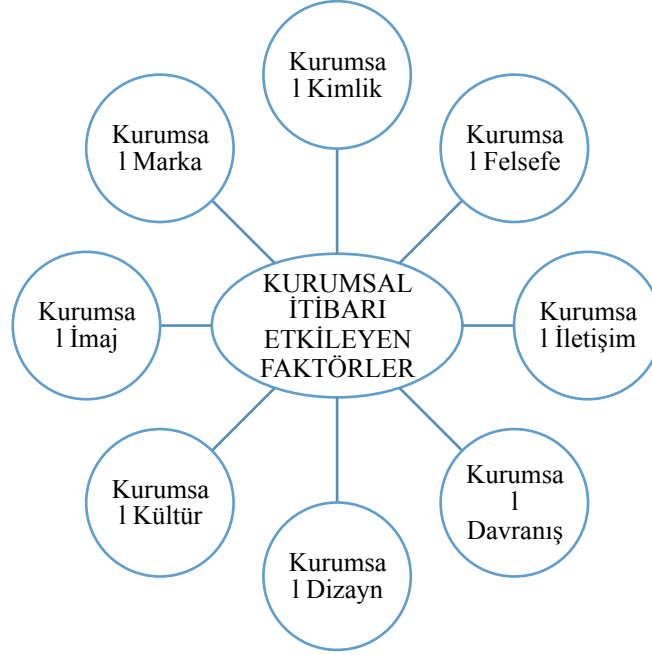 Kurumsa
l Kimlik
Kurumsa
l Felsefe
Kurumsa
l İletişim
Kurumsa
l
Davranış
Kurumsa
l Dizayn
Kurumsa
l Kültür
Kurumsa
l İmaj
Kurumsa
l Marka
KURUMSAL
İTİBARI
ETKİLEYEN
FAKTÖRLER